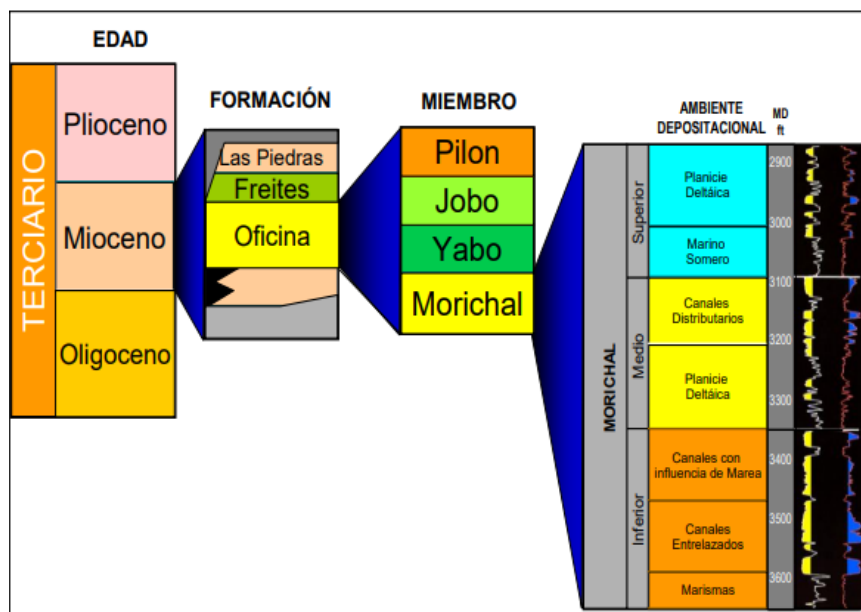 EDAD
TERCIARIO
Plioceno
Mioceno
Oligoceno
FORMACIÓN
Las Piedras
Freites
Oficina
MIEMBRO
Pilon
Jobo
Yabo
Morichal
AMBIENTE
DEPOSITACIONAL
MD
ft
MORICHAL
Superior
Medio
Inferior
Planicie
Deltáica
Marino
Somero
Canales
Distributarios
Planicie
Deltáica
Canales con
influencia de Marea
Canales
Entrelazados
Marismas
2900
3000
3100
3200
3300
3400
3500
3600